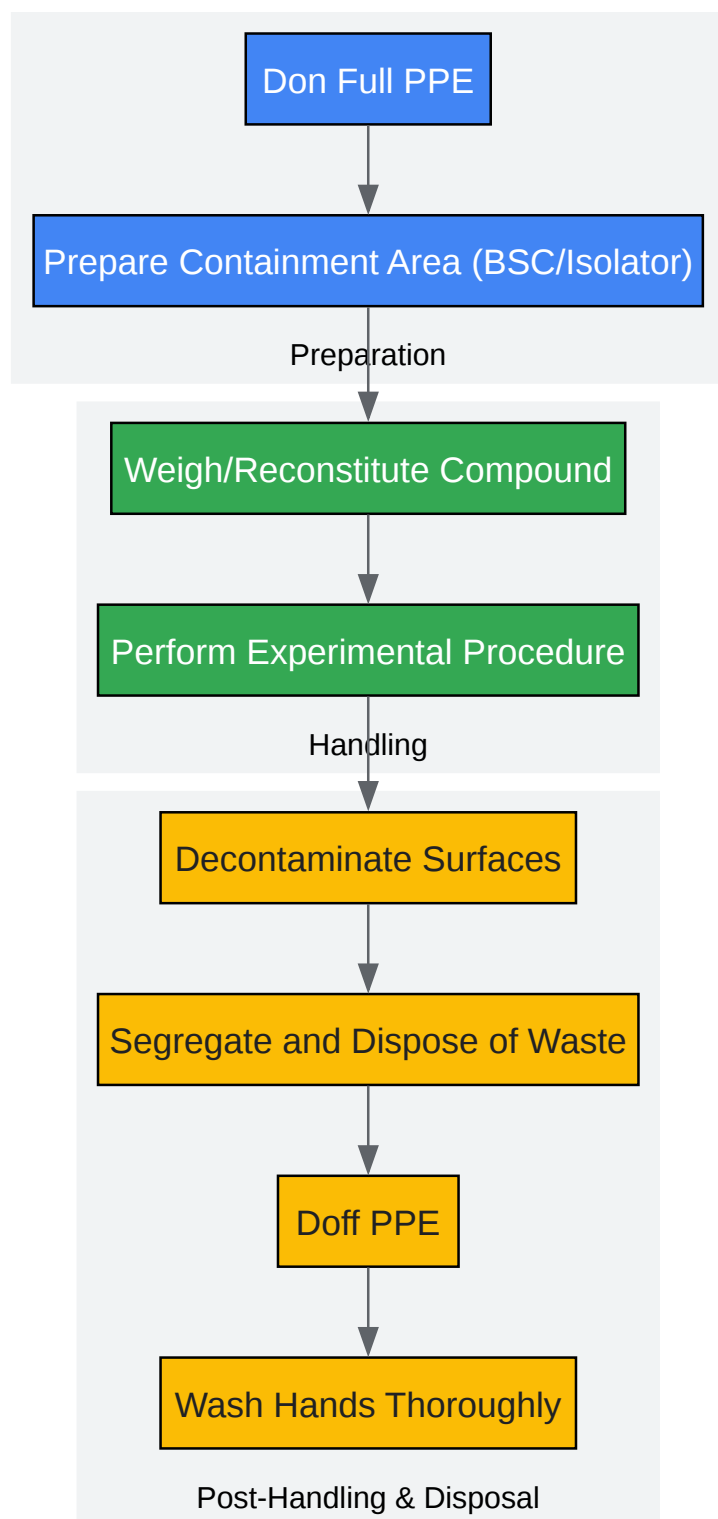 Don Full PPE
Prepare Containment Area (BSC/Isolator)
Preparation
Weigh/Reconstitute Compound
Perform Experimental Procedure
Handling
Decontaminate Surfaces
Segregate and Dispose of Waste
Doff PPE
Wash Hands Thoroughly
Post-Handling & Disposal